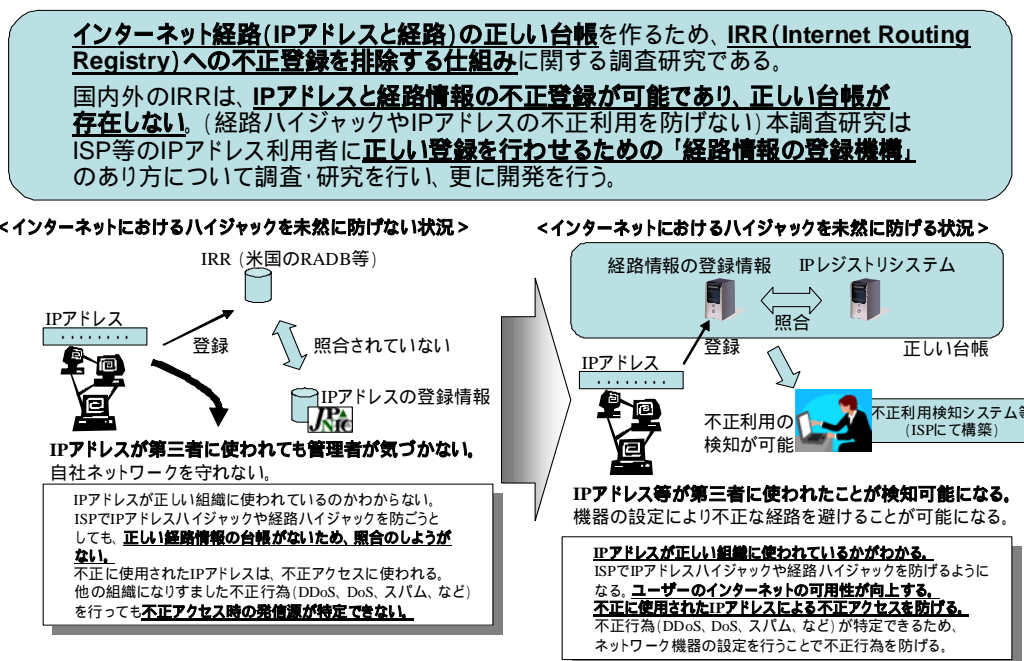 インターネット経路(IPアドレスと経路)の正しい台帳を作るため、IRR(Internet Routing
Registry)への不正登録を排除する仕組みに関する調査研究である。
国内外のIRRは、IPアドレスと経路情報の不正登録が可能であり、正しい台帳が
存在しない。(経路ハイジャックやIPアドレスの不正利用を防げない)本調査研究は
ISP等のIPアドレス利用者に正しい登録を行わせるための「経路情報の登録機構」
のあり方について調査・研究を行い、更に開発を行う。
<インターネットにおけるハイジャックを未然に防げない状況>
IRR (米国のRADB等)
IPアドレス
登録
照合されていない
IPアドレスの登録情報
JPNIC
IPアドレスが第三者に使われても管理者が気づかない。
自社ネットワークを守れない。
IPアドレスが正しい組織に使われているのかわからない。
ISPでIPアドレスハイジャックや経路ハイジャックを防ごうと
しても、正しい経路情報の台帳がないため、照合のしようが
ない。
不正に使用されたIPアドレスは、不正アクセスに使われる。
他の組織になりすました不正行為(DDoS、DoS、スパム、など)
を行っても不正アクセス時の発信源が特定できない。
<インターネットにおけるハイジャックを未然に防げる状況>
経路情報の登録情報
IPレジストリシステム
照合
登録
正しい台帳
IPアドレス
不正利用の
検知が可能
不正利用検知システム等
(ISPにて構築)
IPアドレス等が第三者に使われたことが検知可能になる。
機器の設定により不正な経路を避けることが可能になる。
IPアドレスが正しい組織に使われているかがわかる。
ISPでIPアドレスハイジャックや経路ハイジャックを防げるように
なる。ユーザーのインターネットの可用性が向上する。
不正に使用されたIPアドレスによる不正アクセスを防げる。
不正行為(DDoS、DoS、スパム、など)が特定できるため、
ネットワーク機器の設定を行うことで不正行為を防げる。